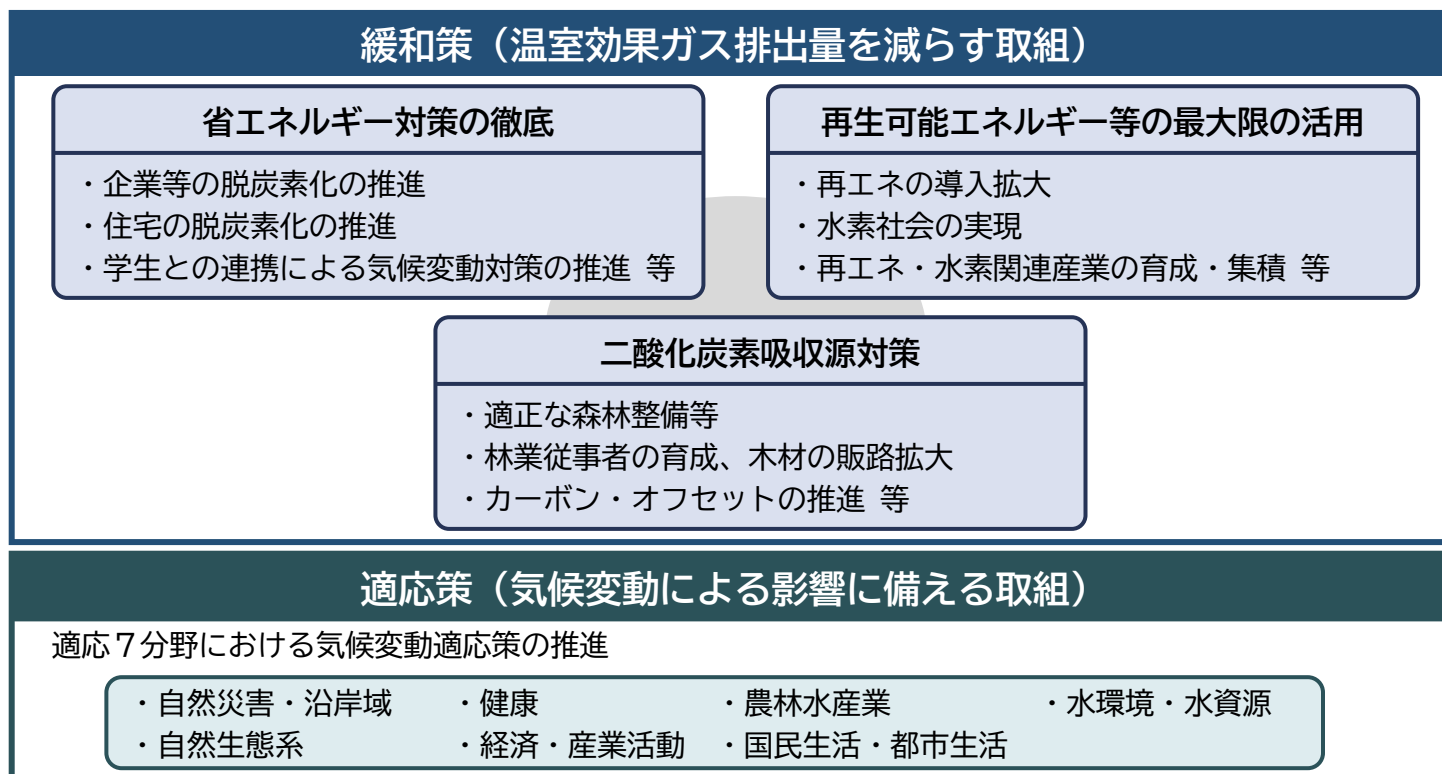 緩和策（温室効果ガス排出量を減らす取組）
省エネルギー対策の徹底
・企業等の脱炭素化の推進
・住宅の脱炭素化の推進
・学生との連携による気候変動対策の推進 等
再生可能エネルギー等の最大限の活用
・再エネの導入拡大
・水素社会の実現
・再エネ・水素関連産業の育成・集積 等
二酸化炭素吸収源対策
・適正な森林整備等
・林業従事者の育成、木材の販路拡大
・カーボン・オフセットの推進 等
適応策（気候変動による影響に備える取組）
適応７分野における気候変動適応策の推進
・自然災害・沿岸域 ・健康 ・農林水産業 ・水環境・水資源
・自然生態系 ・経済・産業活動 ・国民生活・都市生活